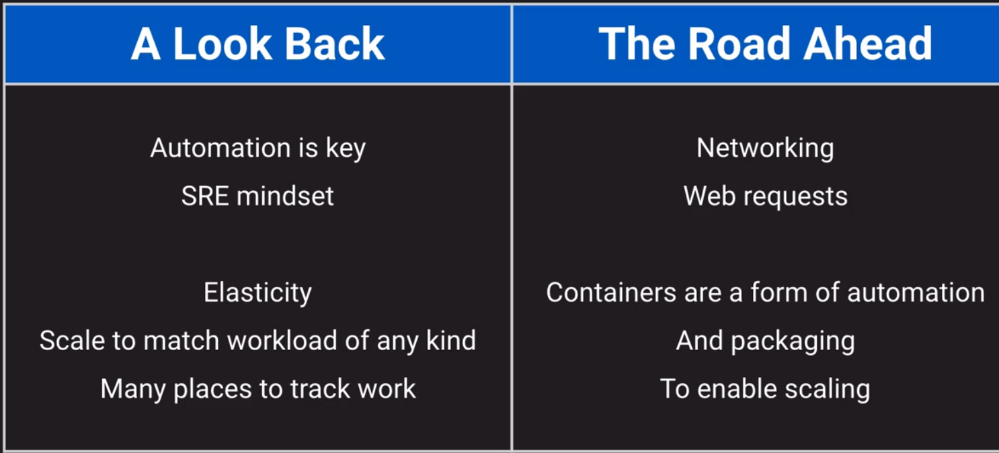 A Look Back
The Road Ahead
Automation is key
SRE mindset
Elasticity
Scale to match workload of any kind
Many places to track work
Networking
Web requests
Containers are a form of automation
And packaging
To enable scaling